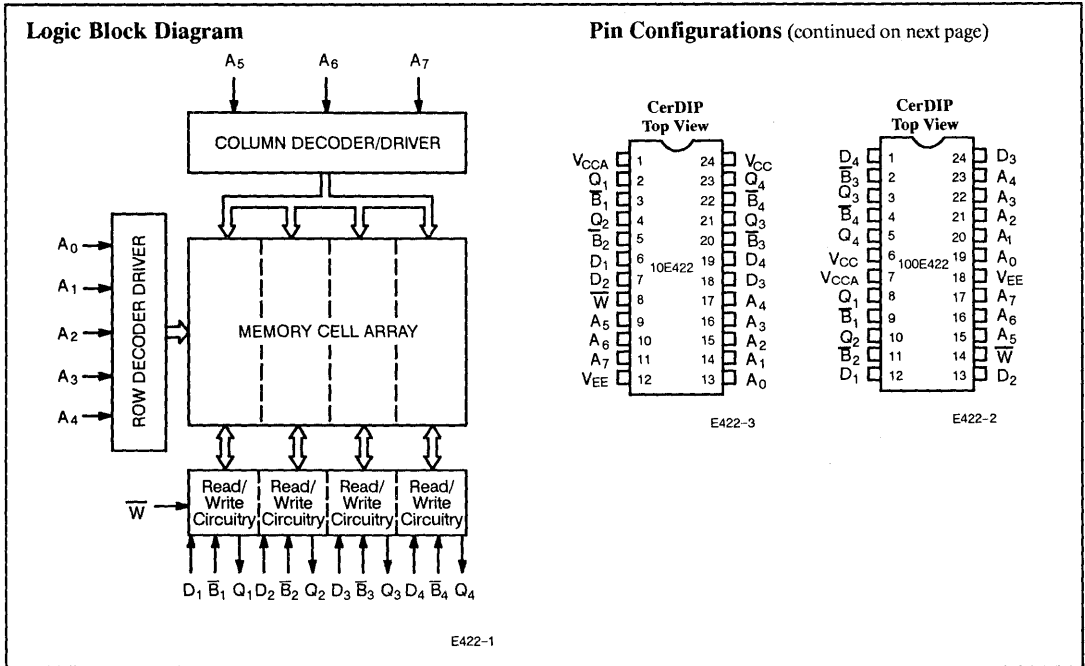 Logic Block Diagram
A5 A6 A7
COLUMN DECODER/DRIVER
A0
A1
A2
A3
A4
ROW DECODER DRIVER
MEMORY CELL ARRAY
Read/ Read/ Read/ Read/
Write Write Write Write
Circuitry Circuitry Circuitry Circuitry
W̅
D1 B̅1 Q1 D2 B̅2 Q2 D3 B̅3 Q3 D4 B̅4 Q4
E422-1
Pin Configurations (continued on next page)
CerDIP
Top View
VCCA 1 24 VCC
Q1 2 23 Q4
B̅1 3 22 B̅4
Q2 4 21 Q3
B̅2 5 20 B̅3
D1 6 10E422 19 D4
D2 7 18 D3
W̅ 8 17 A4
A5 9 16 A3
A6 10 15 A2
A7 11 14 A1
VEE 12 13 A0
E422-3
CerDIP
Top View
D4 1 24 D3
B̅3 2 23 A4
Q3 3 22 A3
B̅4 4 21 A2
Q4 5 20 A1
VCC 6 100E422 19 A0
VCCA 7 18 VEE
Q1 8 17 A7
B̅1 9 16 A6
Q2 10 15 A5
B̅2 11 14 W̅
D1 12 13 D2
E422-2